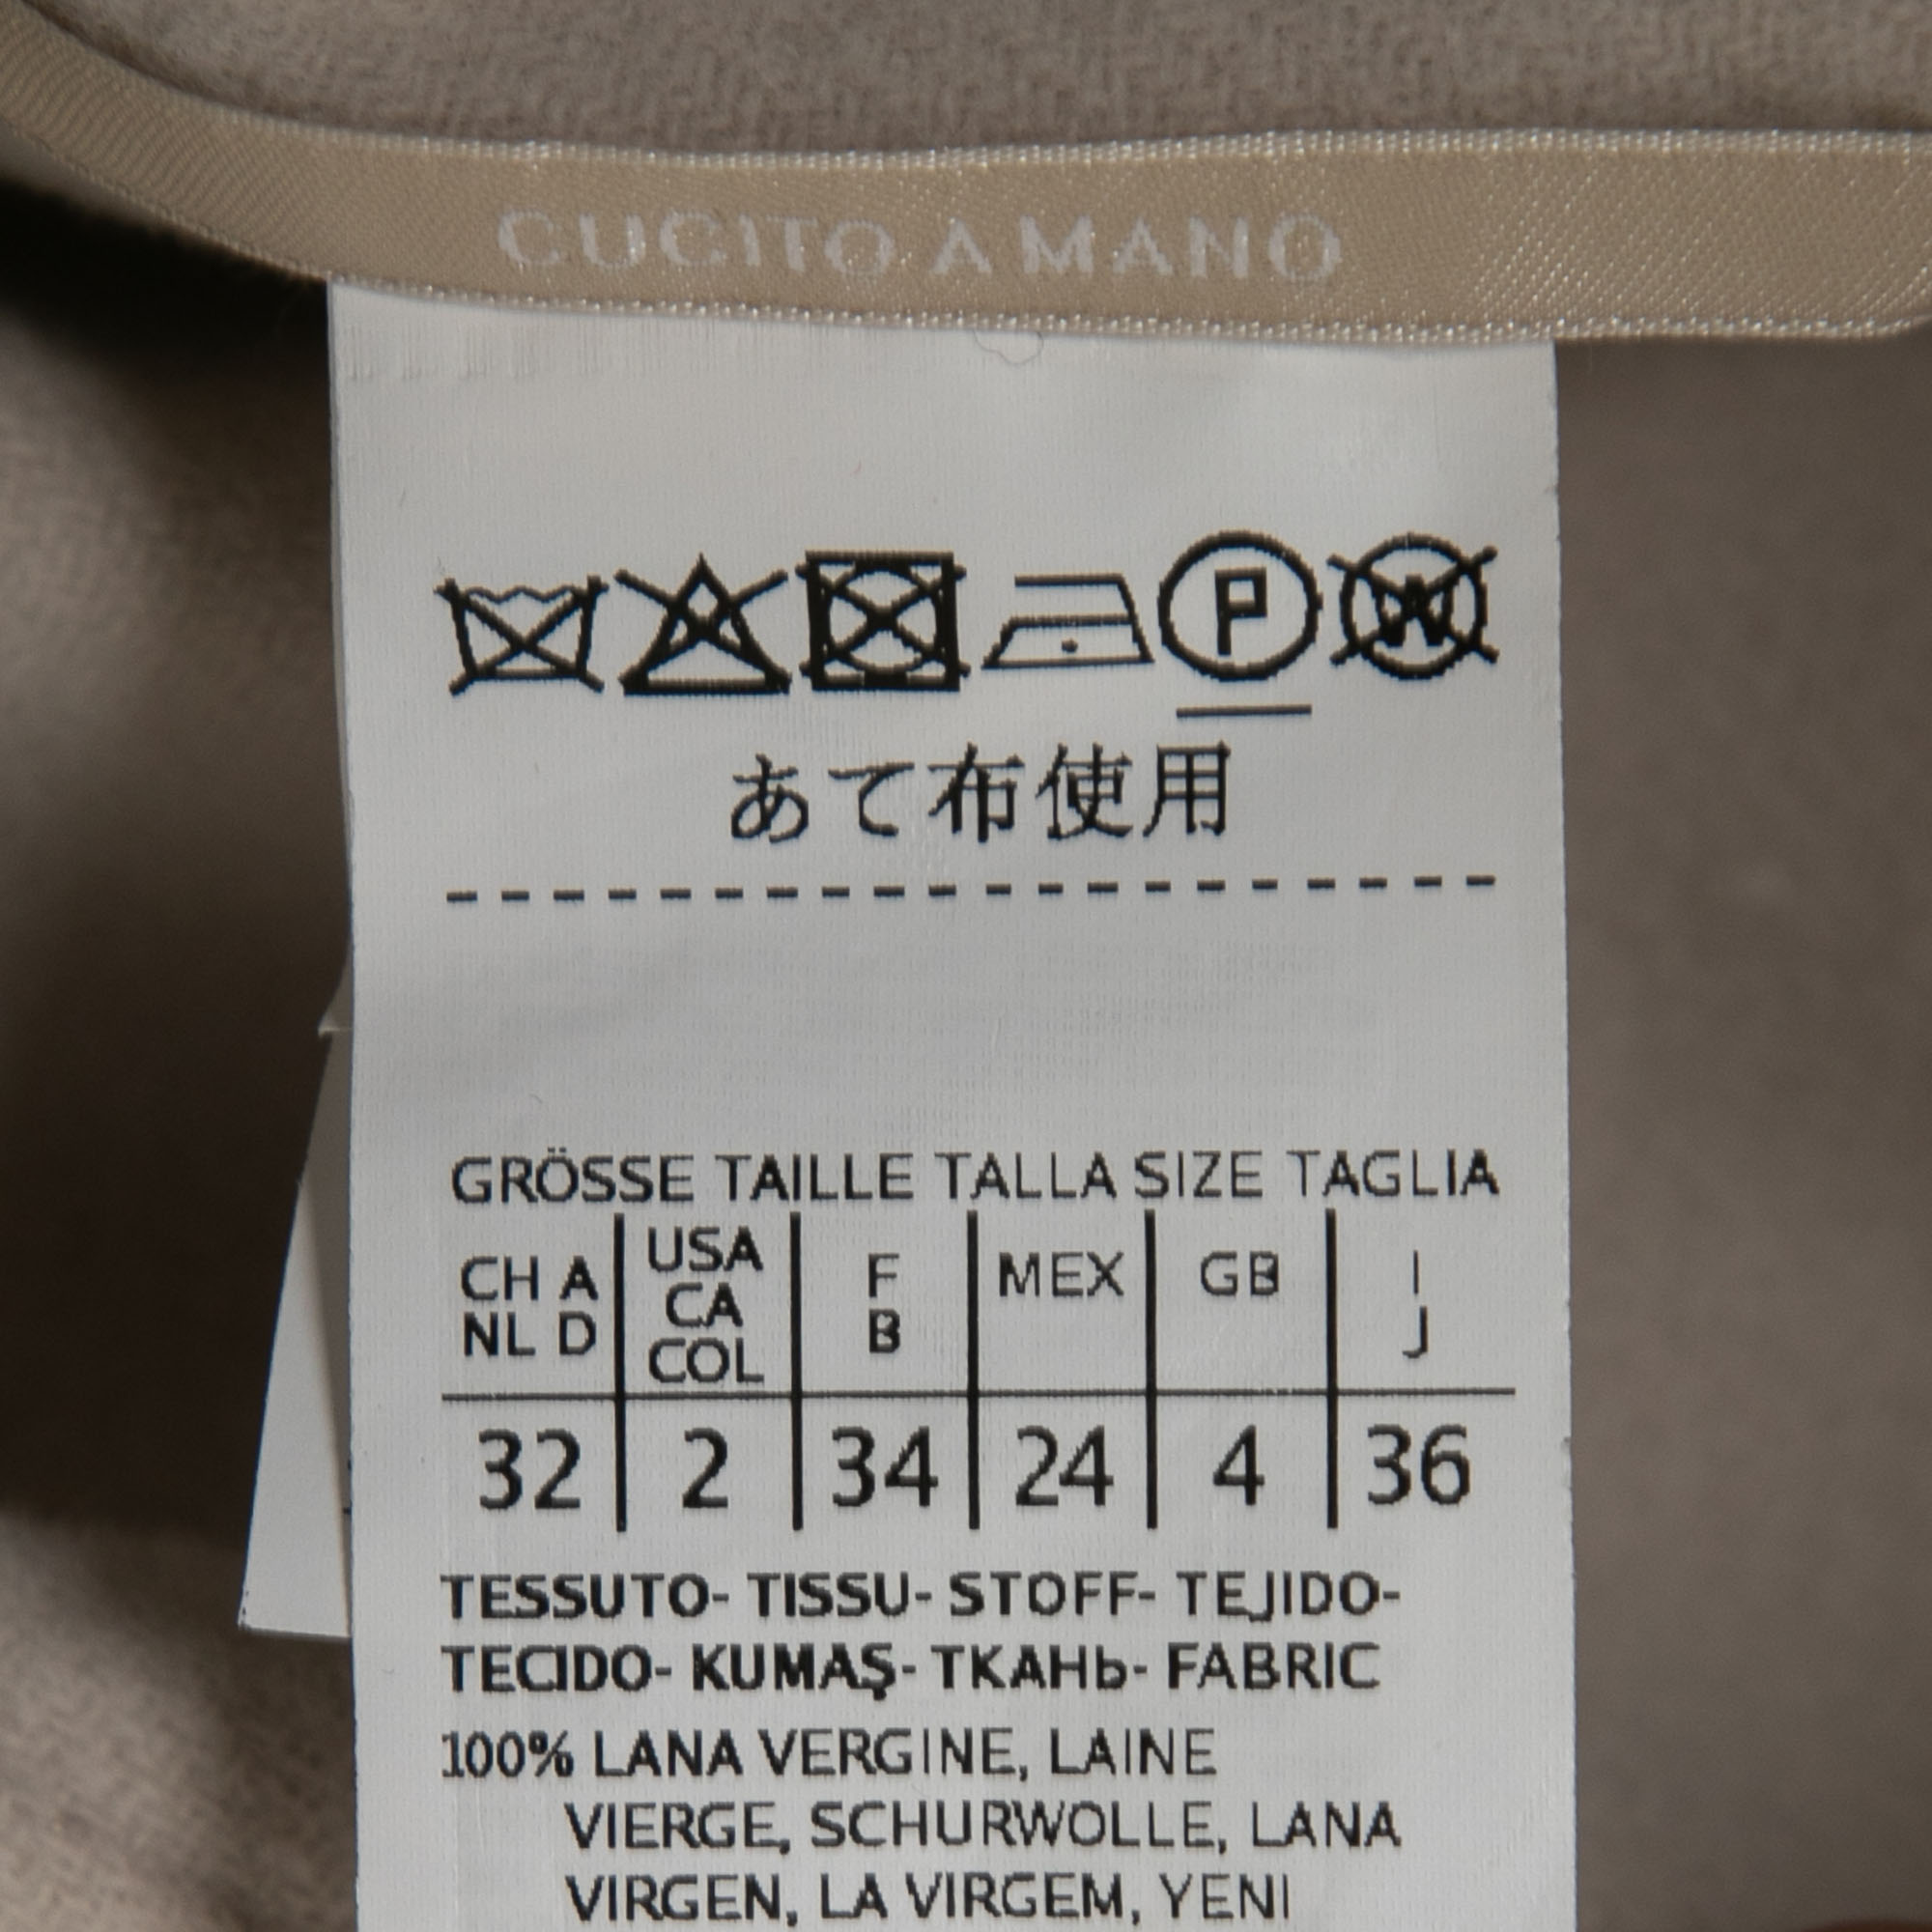 CUCITO A MANO
P W
あて布使用
GRÖSSE TAILLE TALLA SIZE TAGLIA
CH A NL D USA CA COL F B MEX GB I J
32 2 34 24 4 36
TESSUTO- TISSU- STOFF- TEJIDO-
TECIDO- KUMAŞ- ТКАНЬ- FABRIC
100% LANA VERGINE, LAINE
VIERGE, SCHURWOLLE, LANA
VIRGEN, LA VIRGEM, YENI